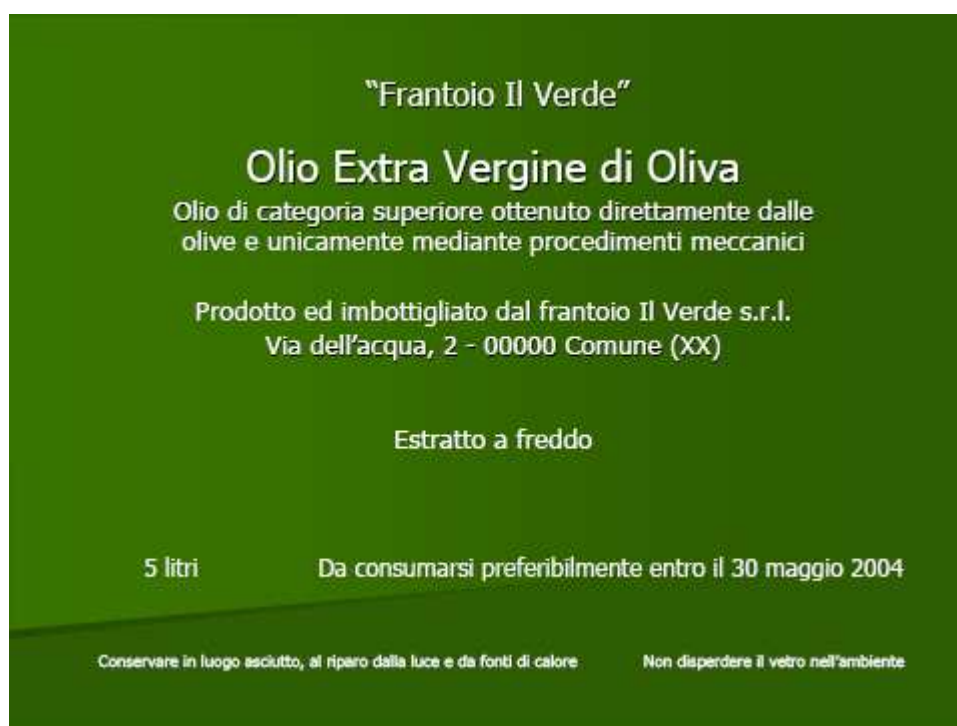 “Frantoio Il Verde”
Olio Extra Vergine di Oliva
Olio di categoria superiore ottenuto direttamente dalle
olive e unicamente mediante procedimenti meccanici
Prodotto ed imbottigliato dal frantoio Il Verde s.r.l.
Via dell’acqua, 2 - 00000 Comune (XX)
Estratto a freddo
5 litri Da consumarsi preferibilmente entro il 30 maggio 2004
Conservare in luogo asciutto, al riparo dalla luce e da fonti di calore Non disperdere il vetro nell’ambiente